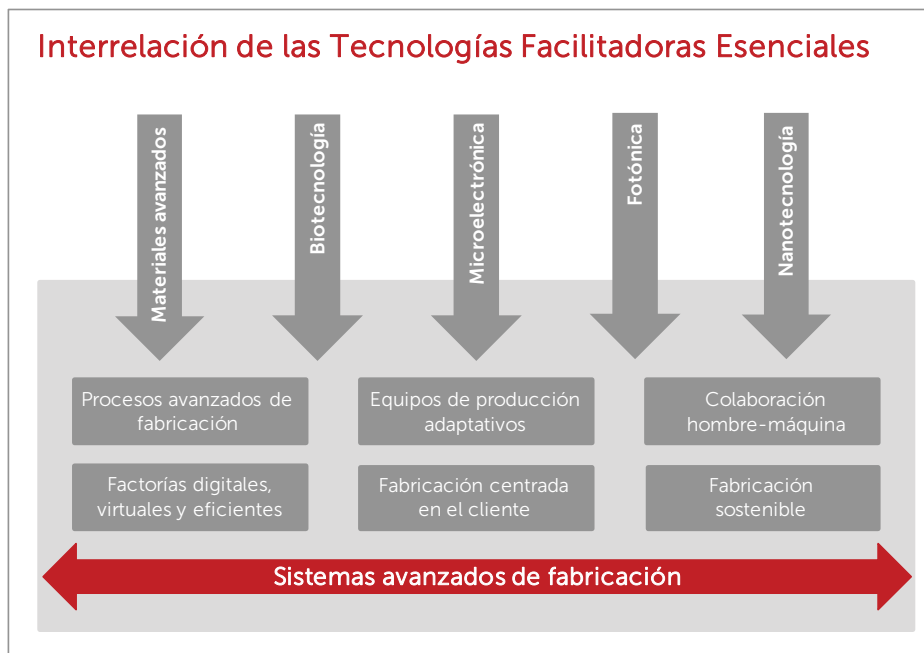 Interrelación de las Tecnologías Facilitadoras Esenciales
Materiales avanzados
Biotecnología
Microelectrónica
Fotónica
Nanotecnología
Procesos avanzados de
fabricación
Equipos de producción
adaptativos
Colaboración
hombre-máquina
Factorías digitales,
virtuales y eficientes
Fabricación centrada
en el cliente
Fabricación
sostenible
Sistemas avanzados de fabricación